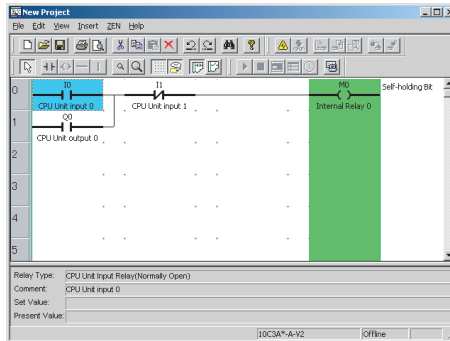 New Project
File Edit View Insert ZEN Help
0
I0
I1
M0
Self-holding Bit
CPU Unit input 0
CPU Unit input 1
Internal Relay 0
1
Q0
CPU Unit output 0
2
3
4
5
Relay Type: CPU Unit Input Relay(Normally Open)
Comment: CPU Unit input 0
Set Value:
Present Value:
10C3A*-A-V2 Offline